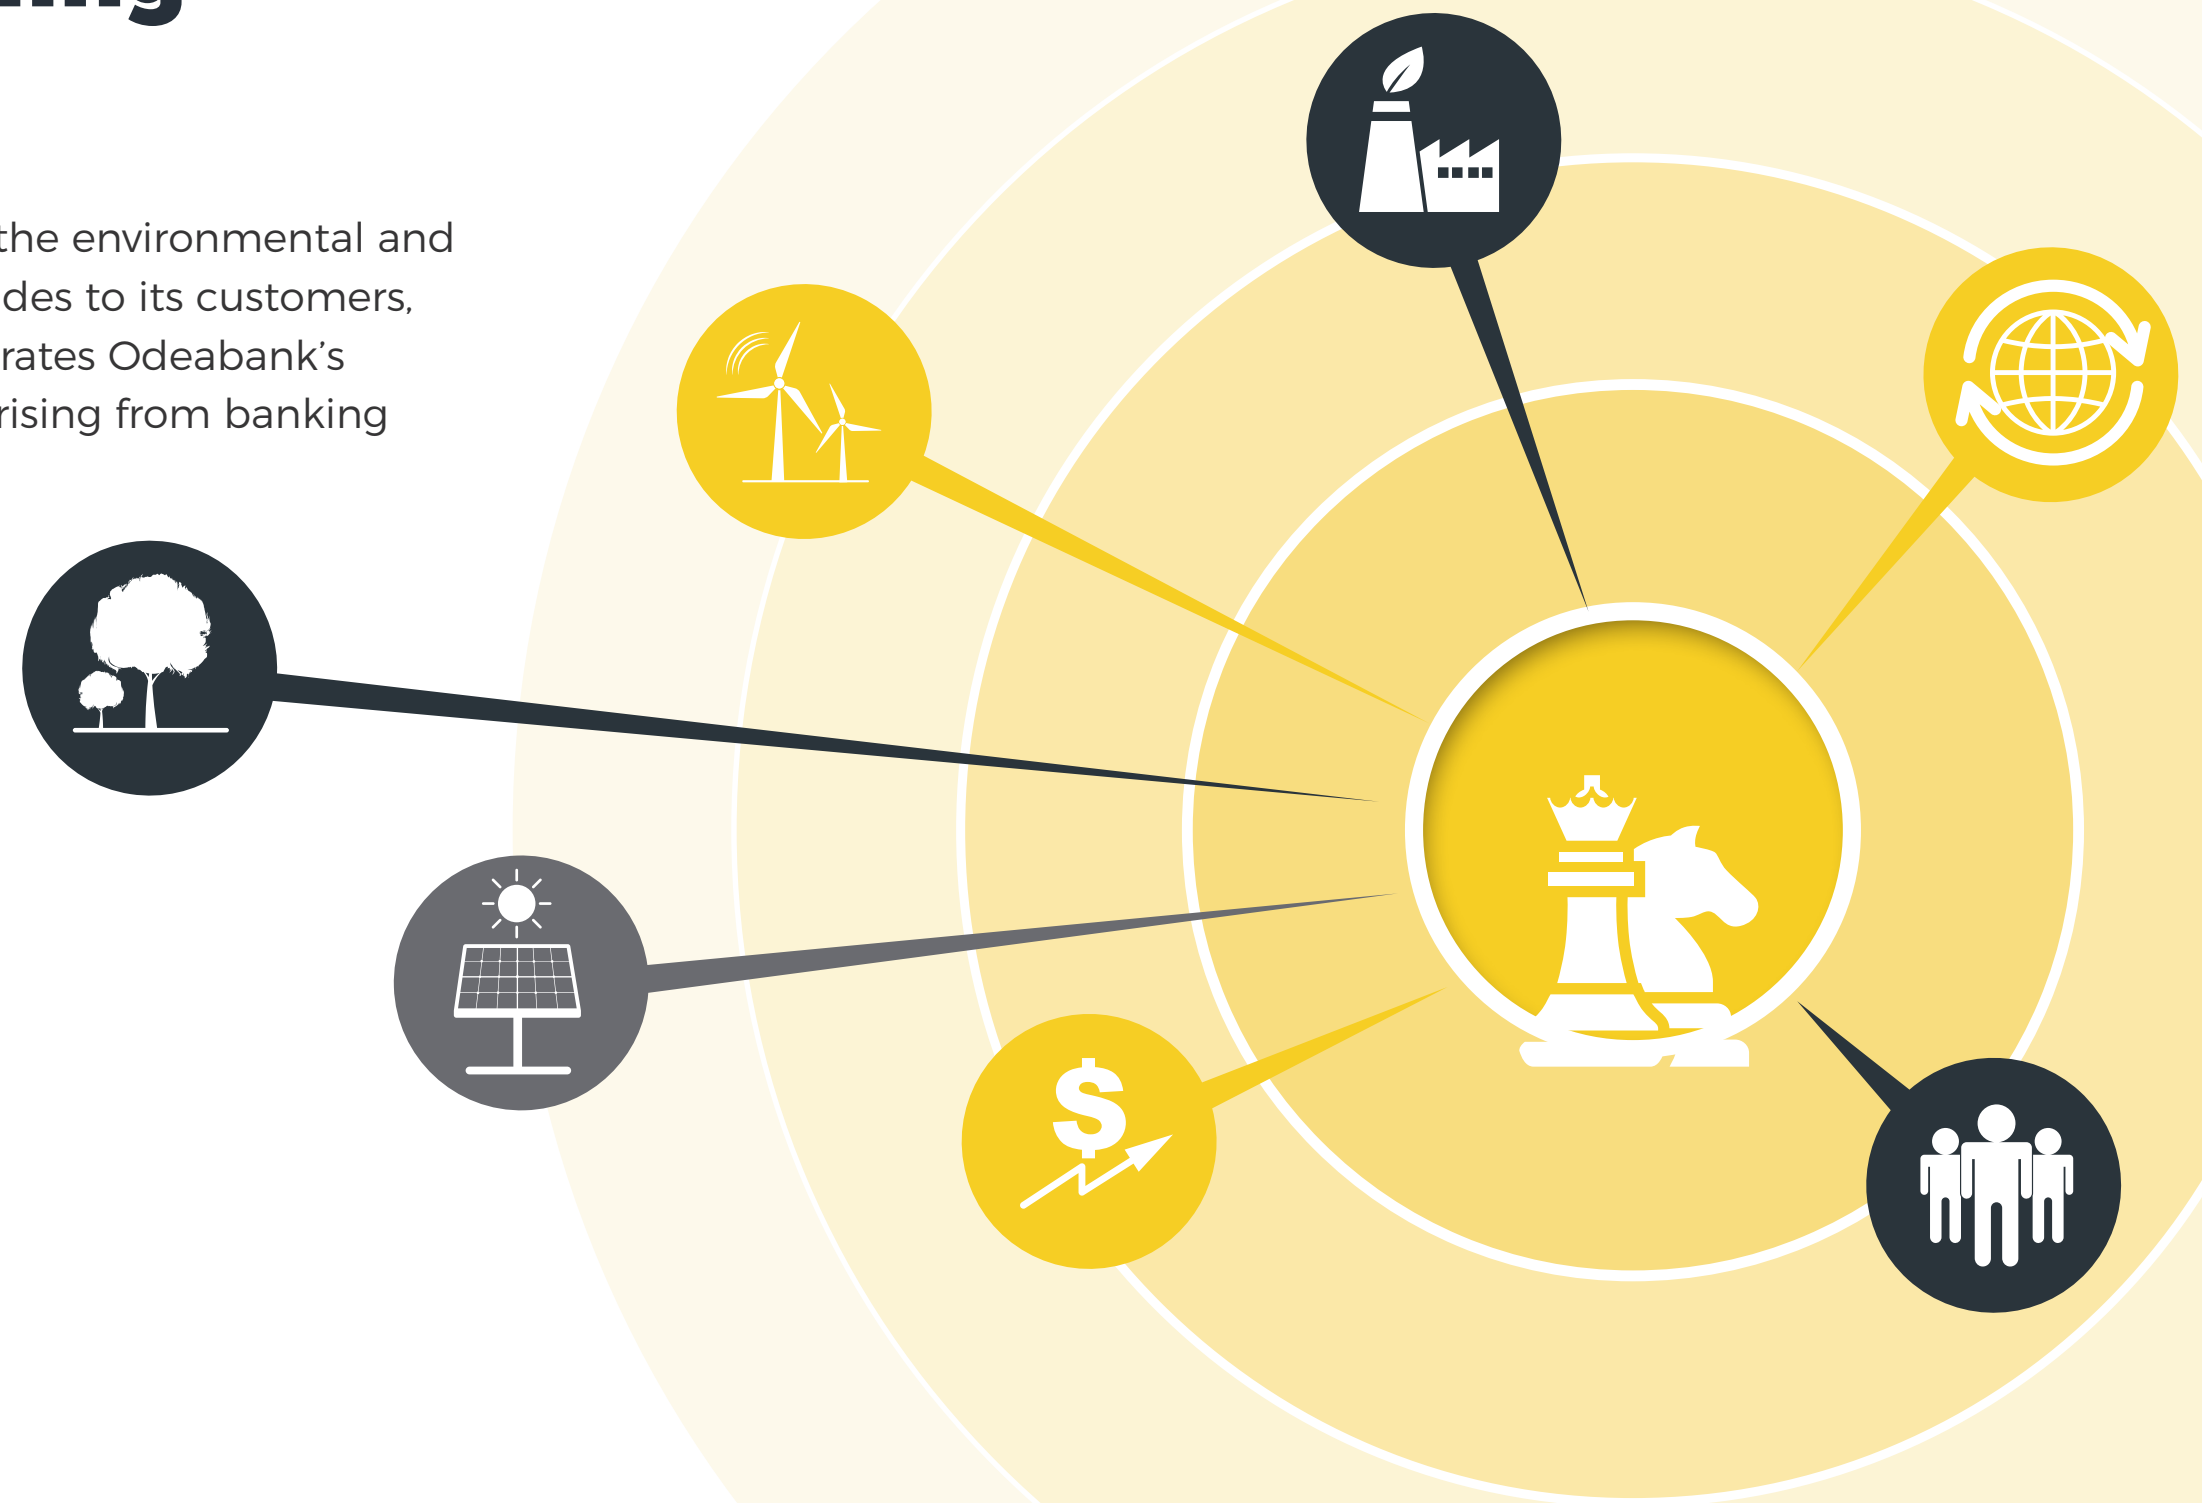 the environmental and
des to its customers,
rates Odeabank’s
rising from banking
$